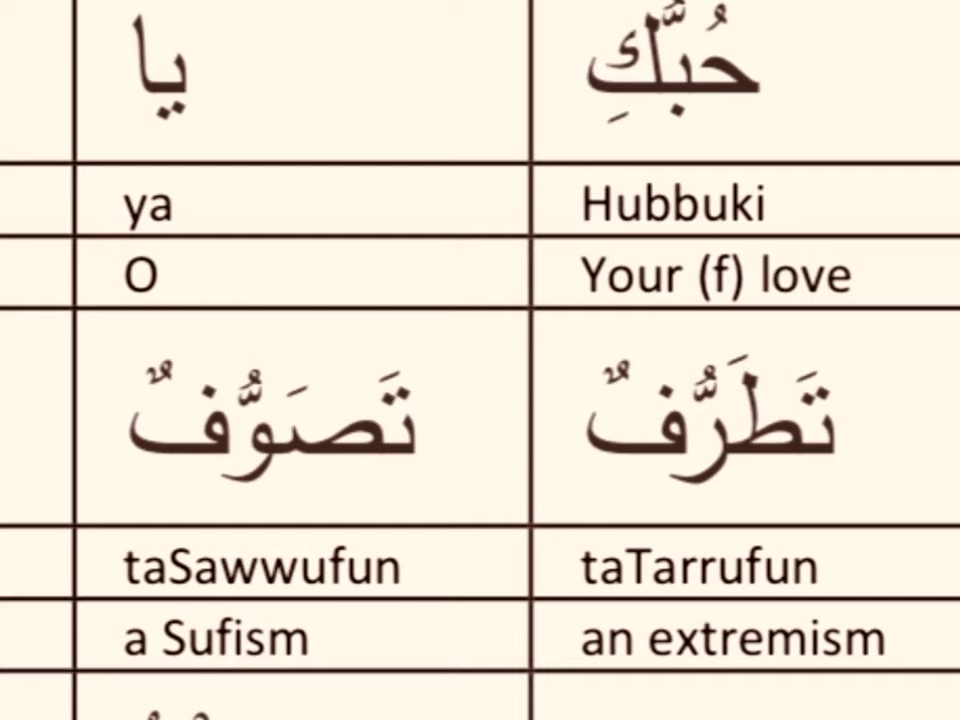 حُبُّكِ يا
Hubbuki ya
Your (f) love O
تَطَرُّفٌ تَصَوُّفٌ
taTarrufun taSawwufun
an extremism a Sufism